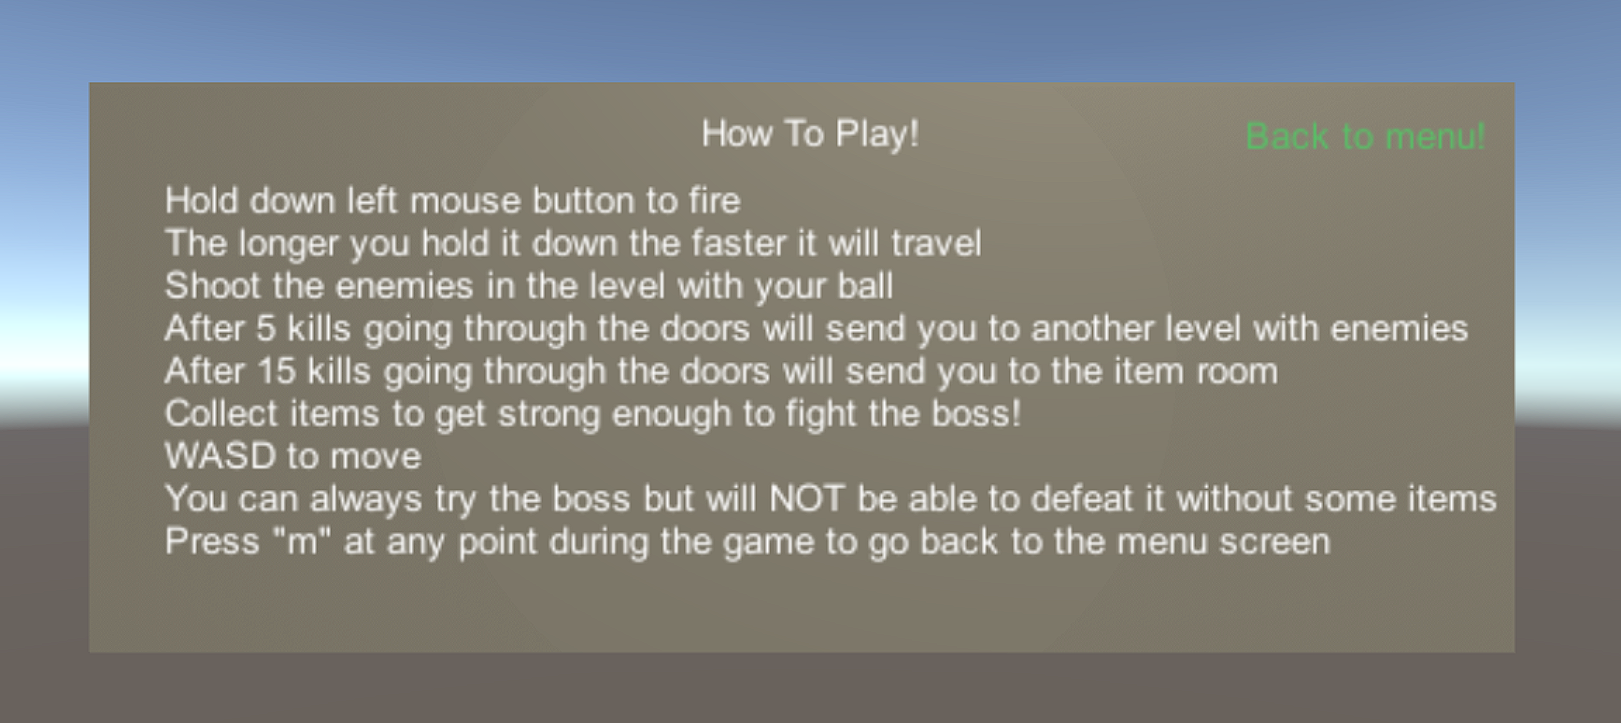 How To Play!
Back to menu!
Hold down left mouse button to fire
The longer you hold it down the faster it will travel
Shoot the enemies in the level with your ball
After 5 kills going through the doors will send you to another level with enemies
After 15 kills going through the doors will send you to the item room
Collect items to get strong enough to fight the boss!
WASD to move
You can always try the boss but will NOT be able to defeat it without some items
Press "m" at any point during the game to go back to the menu screen